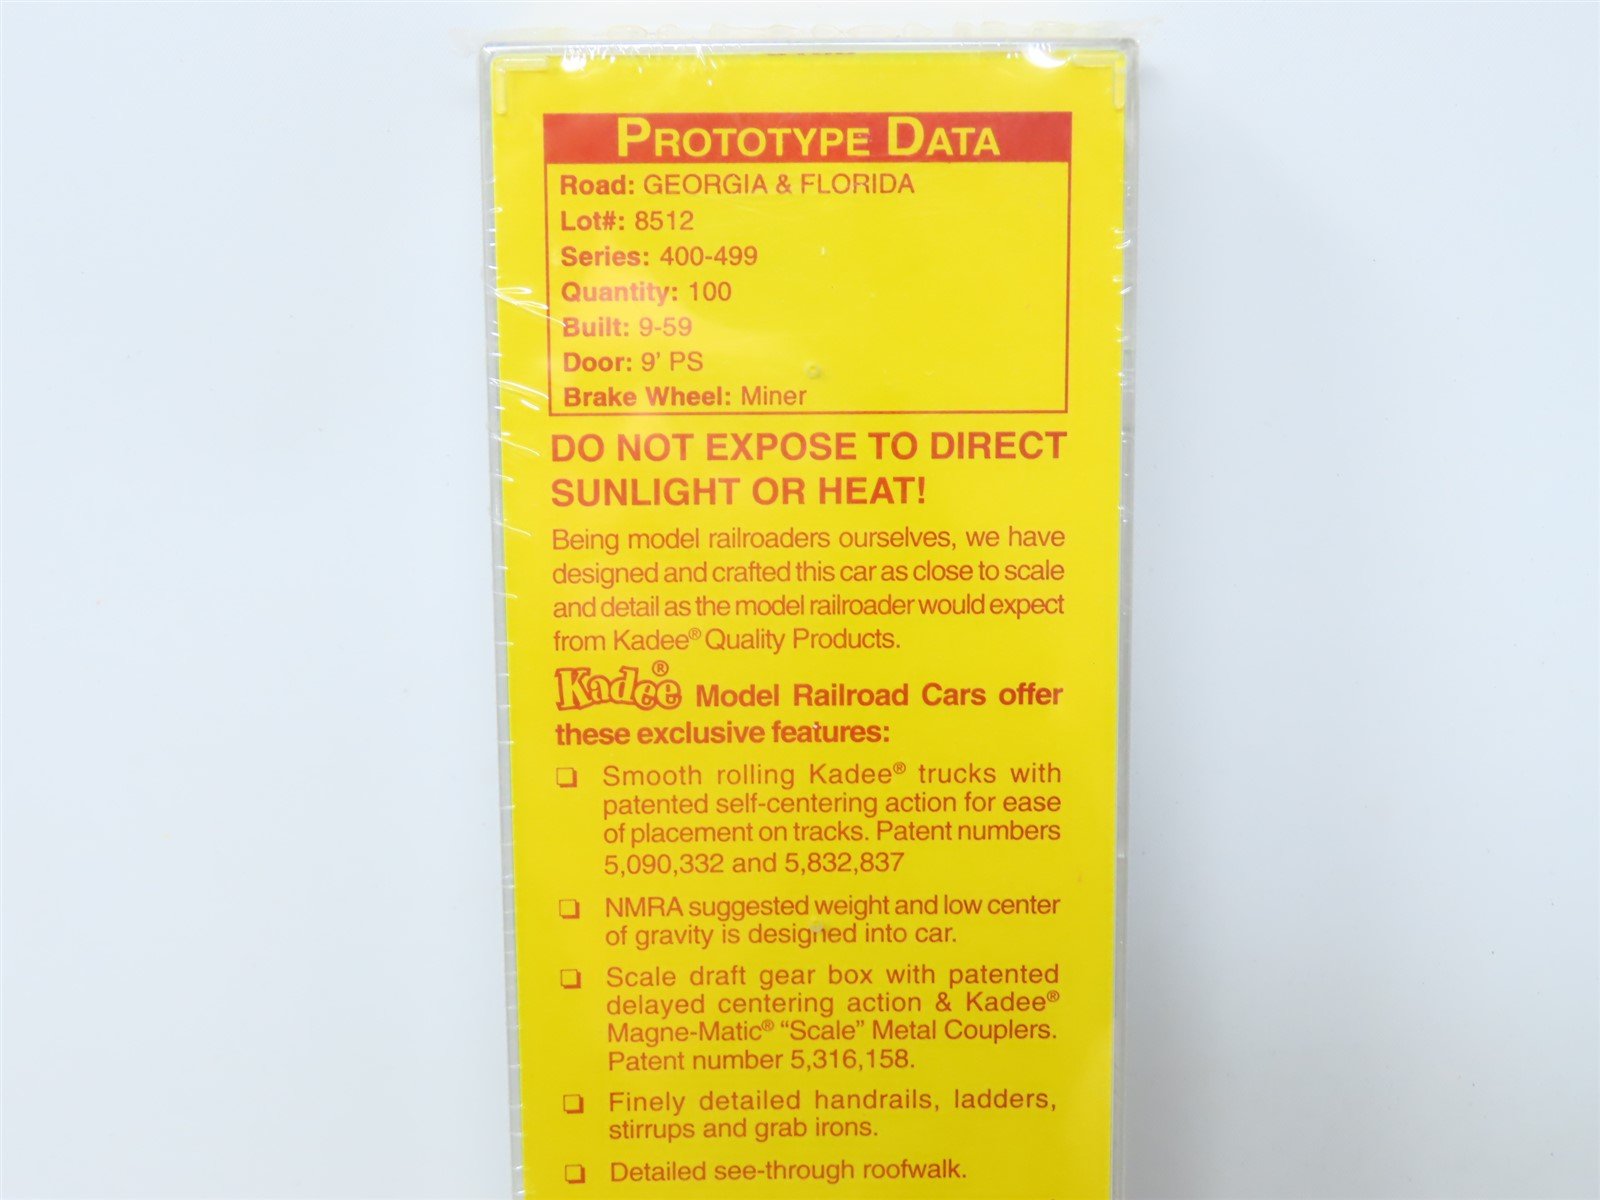 PROTOTYPE DATA
Road: GEORGIA & FLORIDA
Lot#: 8512
Series: 400-499
Quantity: 100
Built: 9-59
Door: 9' PS
Brake Wheel: Miner
DO NOT EXPOSE TO DIRECT
SUNLIGHT OR HEAT!
Being model railroaders ourselves, we have
designed and crafted this car as close to scale
and detail as the model railroader would expect
from Kadee® Quality Products.
Kadee® Model Railroad Cars offer
these exclusive features:
❑ Smooth rolling Kadee® trucks with
patented self-centering action for ease
of placement on tracks. Patent numbers
5,090,332 and 5,832,837
❑ NMRA suggested weight and low center
of gravity is designed into car.
❑ Scale draft gear box with patented
delayed centering action & Kadee®
Magne-Matic® “Scale” Metal Couplers.
Patent number 5,316,158.
❑ Finely detailed handrails, ladders,
stirrups and grab irons.
❑ Detailed see-through roofwalk.